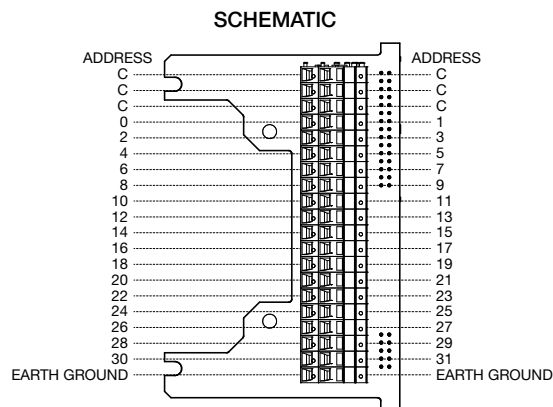 SCHEMATIC
ADDRESS ADDRESS
C C
C C
C C
0 1
2 3
4 5
6 7
8 9
10 11
12 13
14 15
16 17
18 19
20 21
22 23
24 25
26 27
28 29
30 31
EARTH GROUND EARTH GROUND